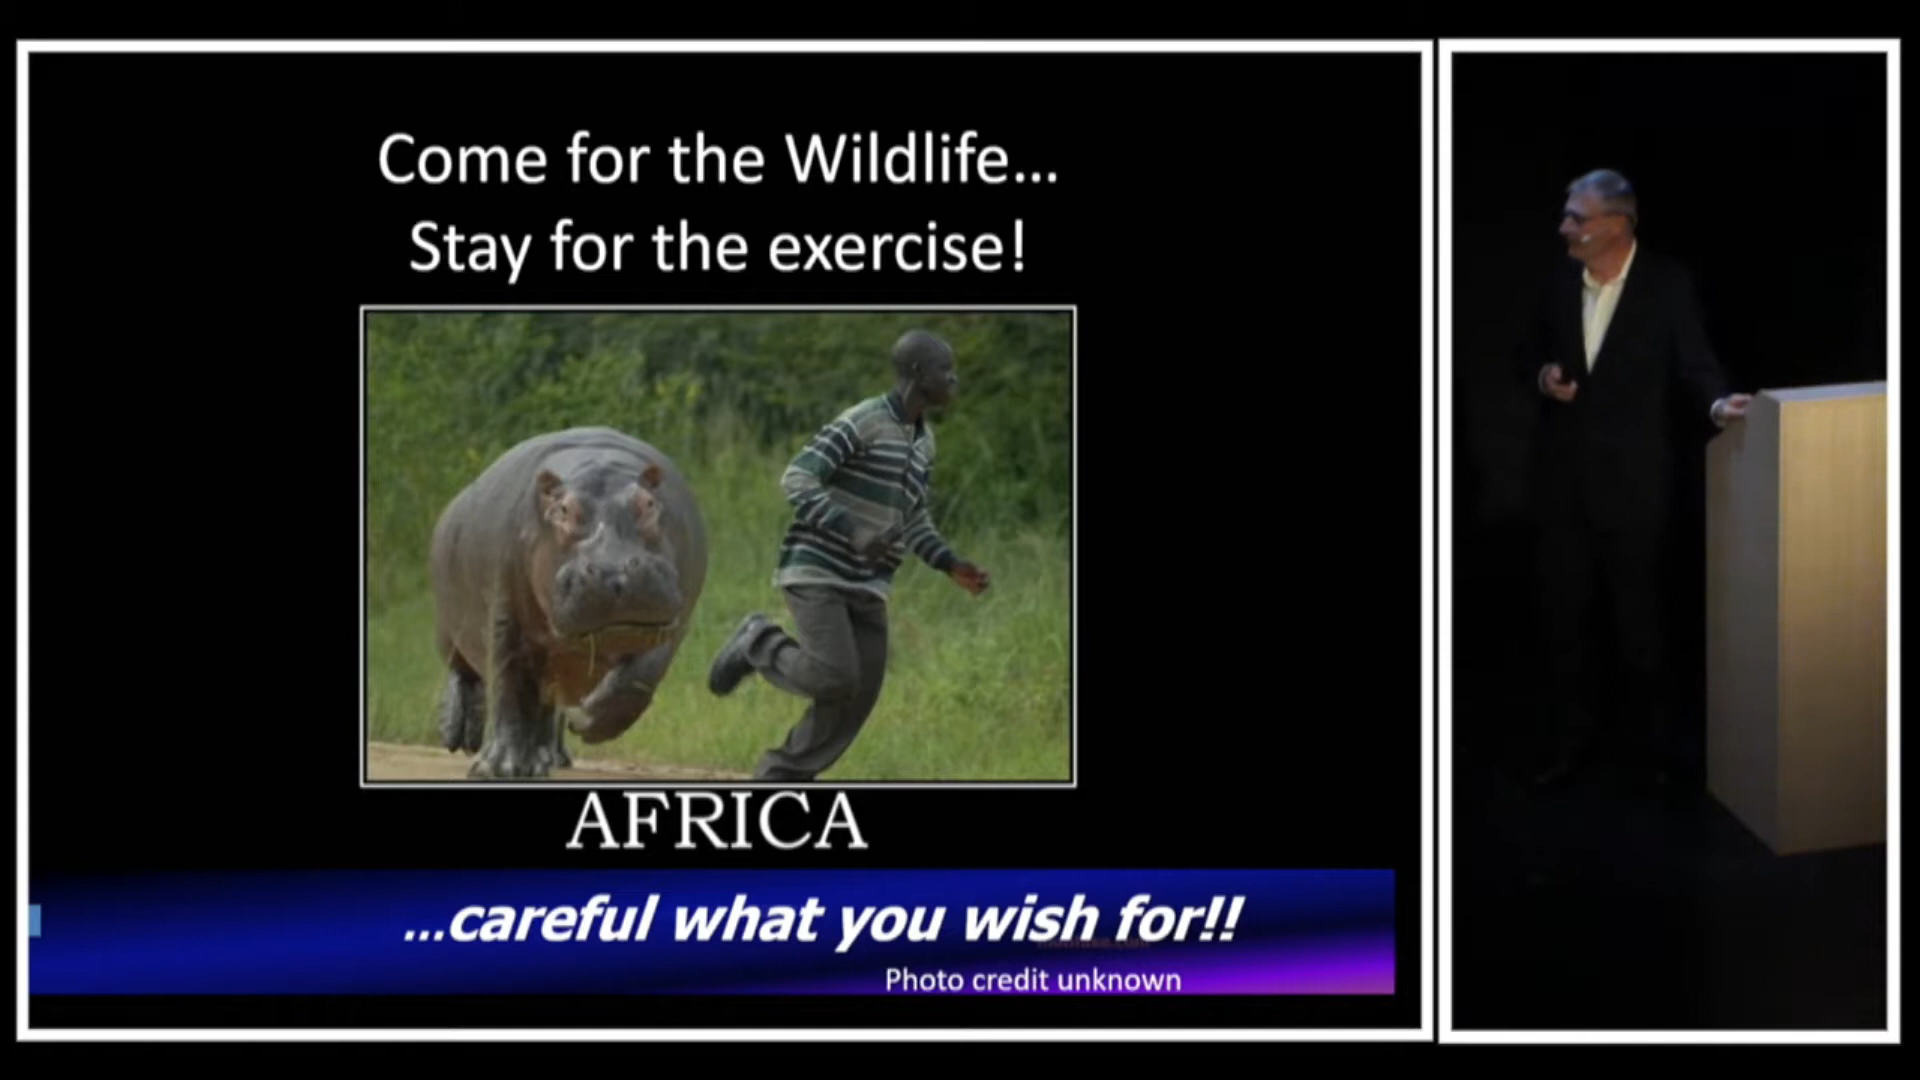 Come for the Wildlife...
Stay for the exercise!
AFRICA
...careful what you wish for!!
Photo credit unknown